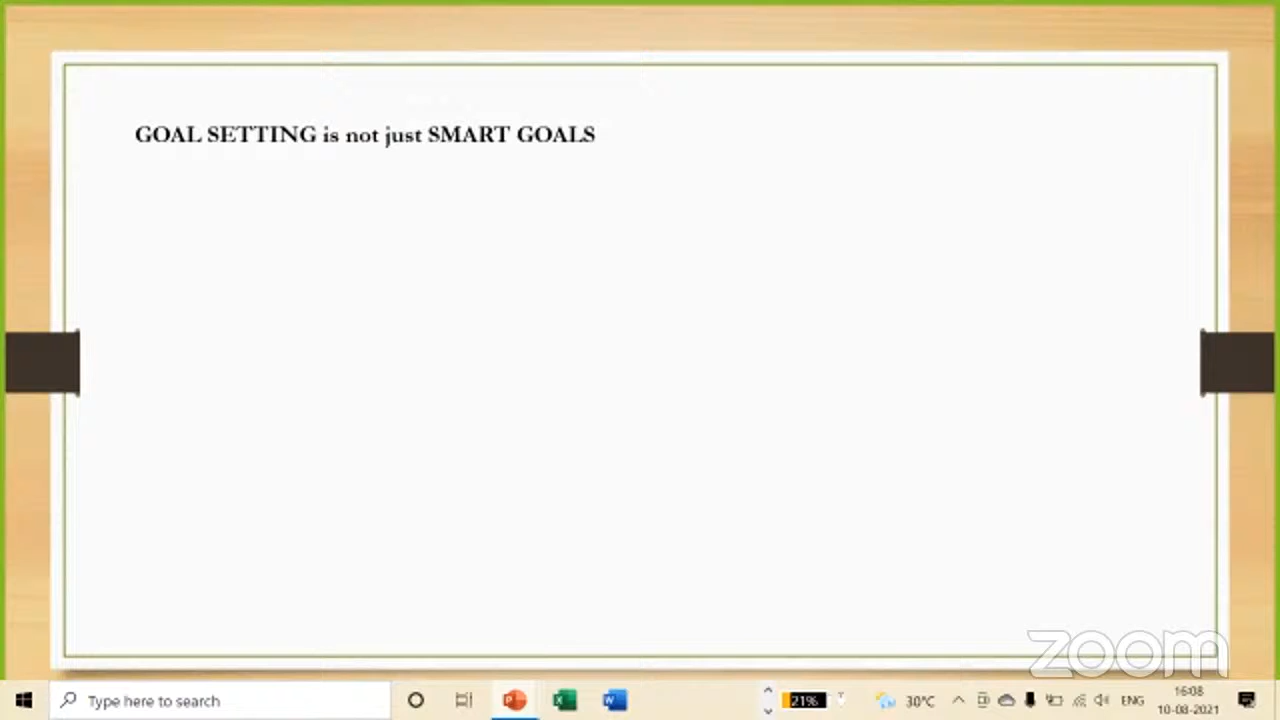 GOAL SETTING is not just SMART GOALS
zoom
Type here to search
21%
30°C
ENG
16:08
10-08-2021